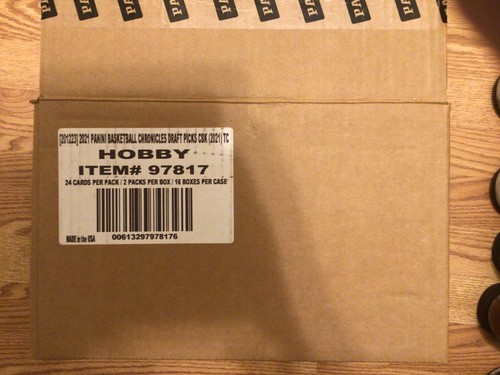 [201223] 2021 PANINI BASKETBALL CHRONICLES DRAFT PICKS CBK (2021) TC
HOBBY
ITEM# 97817
24 CARDS PER PACK / 2 PACKS PER BOX / 16 BOXES PER CASE
MADE in the USA
00613297978176